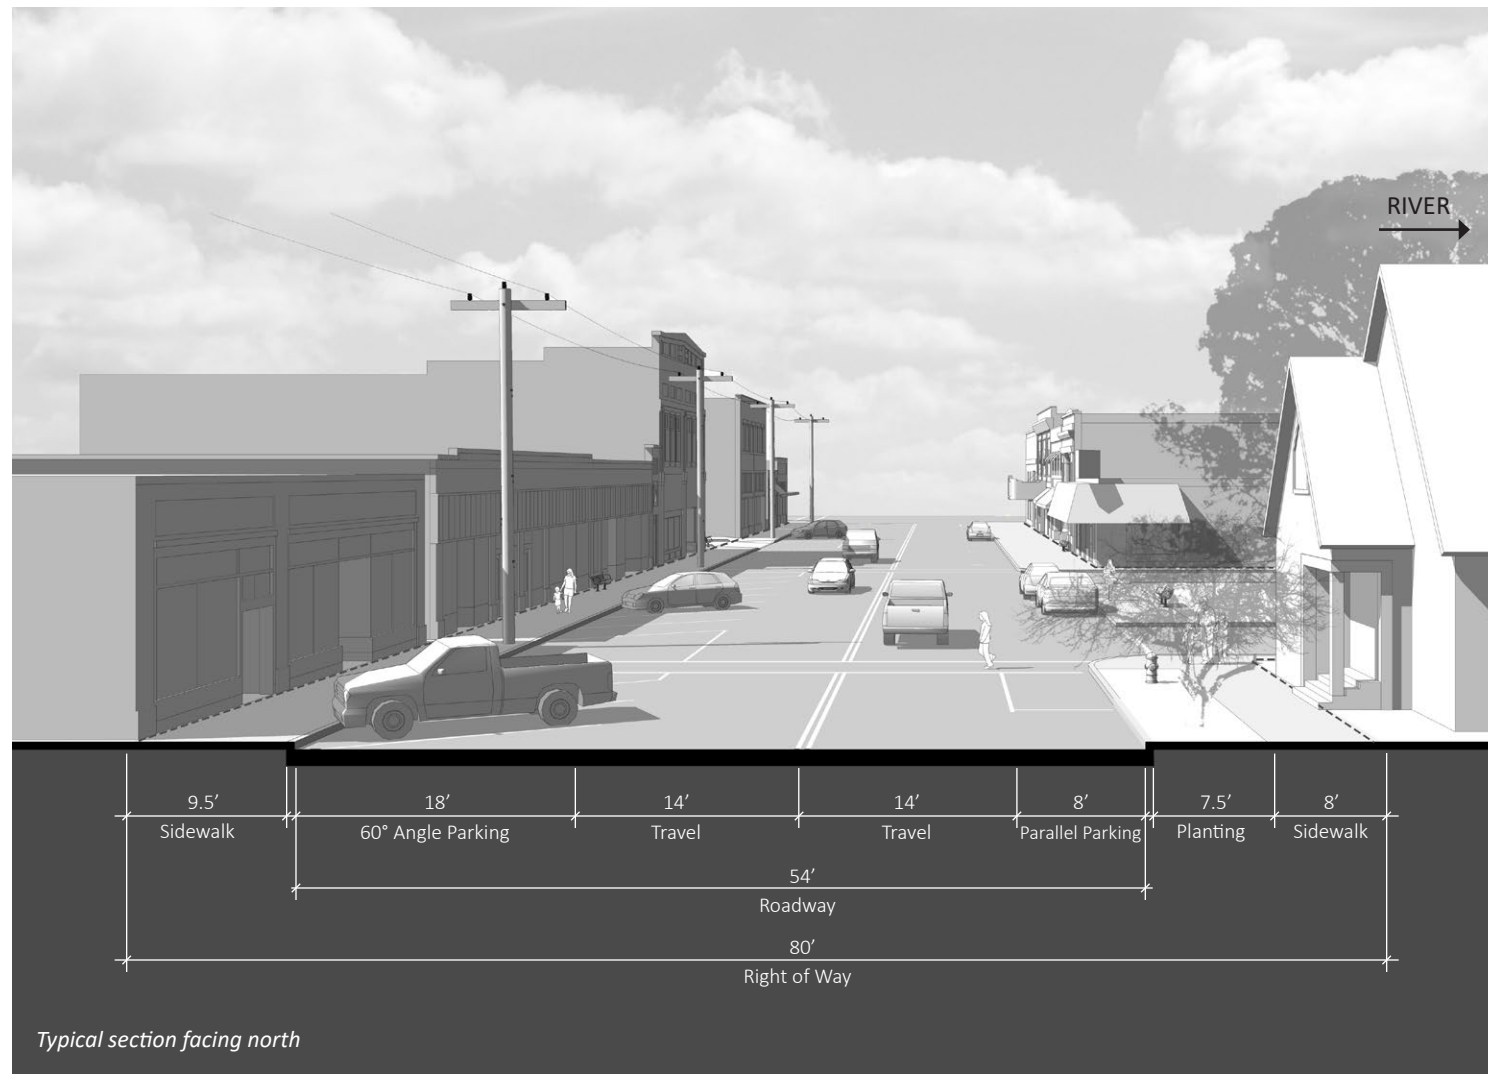 RIVER
9.5’
18’
14’
14’
8’
7.5’
8’
Sidewalk
60° Angle Parking
Travel
Travel
Parallel Parking
Planting
Sidewalk
54’
Roadway
80’
Right of Way
Typical section facing north